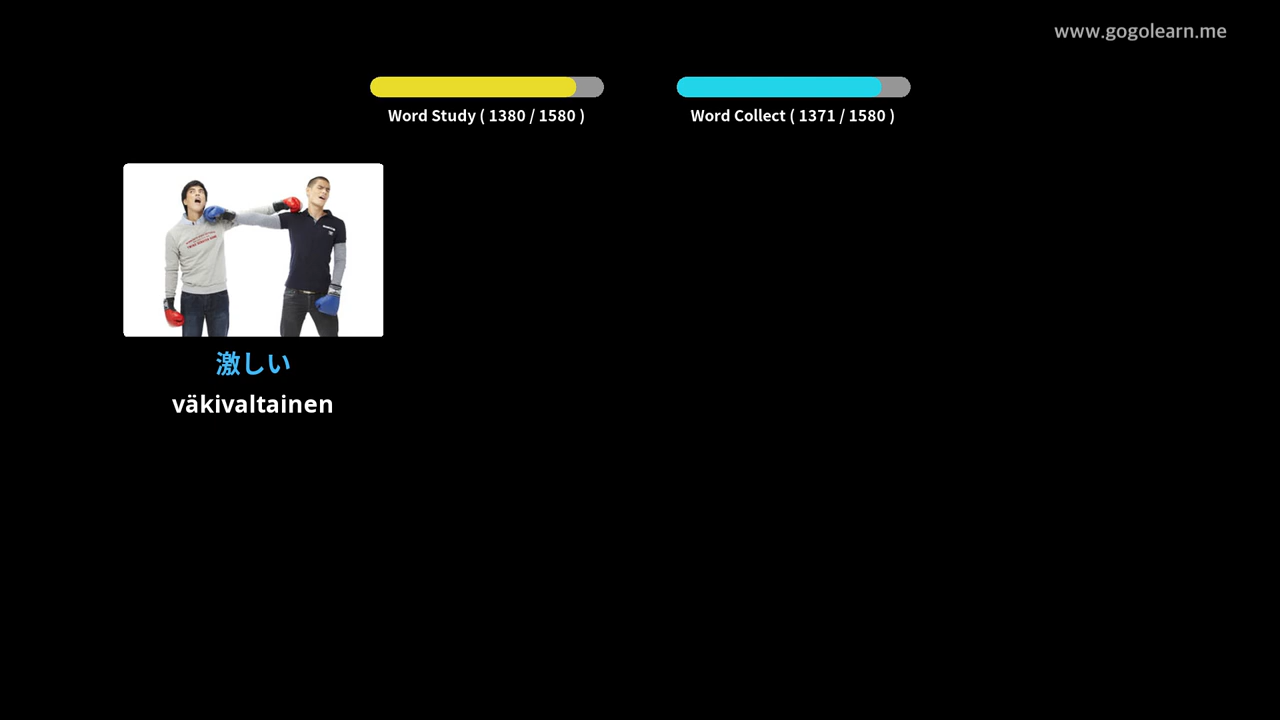 www.gogolearn.me
Word Study ( 1380 / 1580 )
Word Collect ( 1371 / 1580 )
激しい
väkivaltainen